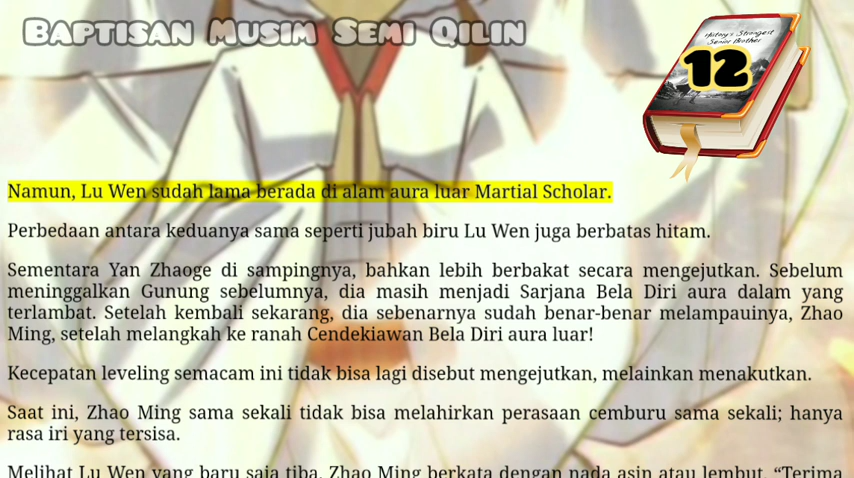 Baptisan Musim Semi Qilin
History's Strongest
Senior Brother
12
Namun, Lu Wen sudah lama berada di alam aura luar Martial Scholar.
Perbedaan antara keduanya sama seperti jubah biru Lu Wen juga berbatas hitam.
Sementara Yan Zhaoge di sampingnya, bahkan lebih berbakat secara mengejutkan. Sebelum
meninggalkan Gunung sebelumnya, dia masih menjadi Sarjana Bela Diri aura dalam yang
terlambat. Setelah kembali sekarang, dia sebenarnya sudah benar-benar melampauinya, Zhao
Ming, setelah melangkah ke ranah Cendekiawan Bela Diri aura luar!
Kecepatan leveling semacam ini tidak bisa lagi disebut mengejutkan, melainkan menakutkan.
Saat ini, Zhao Ming sama sekali tidak bisa melahirkan perasaan cemburu sama sekali; hanya
rasa iri yang tersisa.
Melihat Lu Wen yang baru saja tiba, Zhao Ming berkata dengan nada asin atau lembut, “Terima